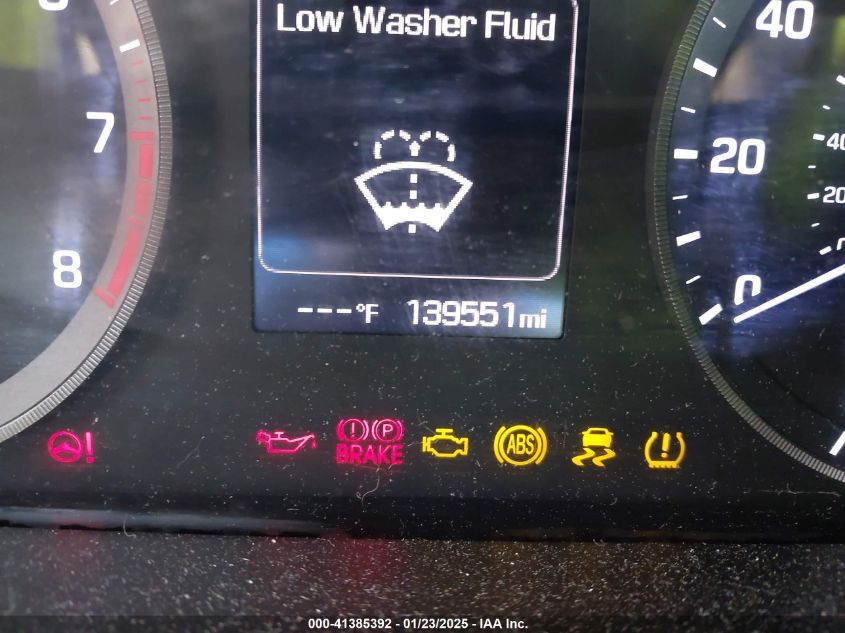 Low Washer Fluid
7
8
---°F 139551mi
40
20
0
40
20
0
! P
BRAKE
ABS
000-41385392 - 01/23/2025 - IAA Inc.